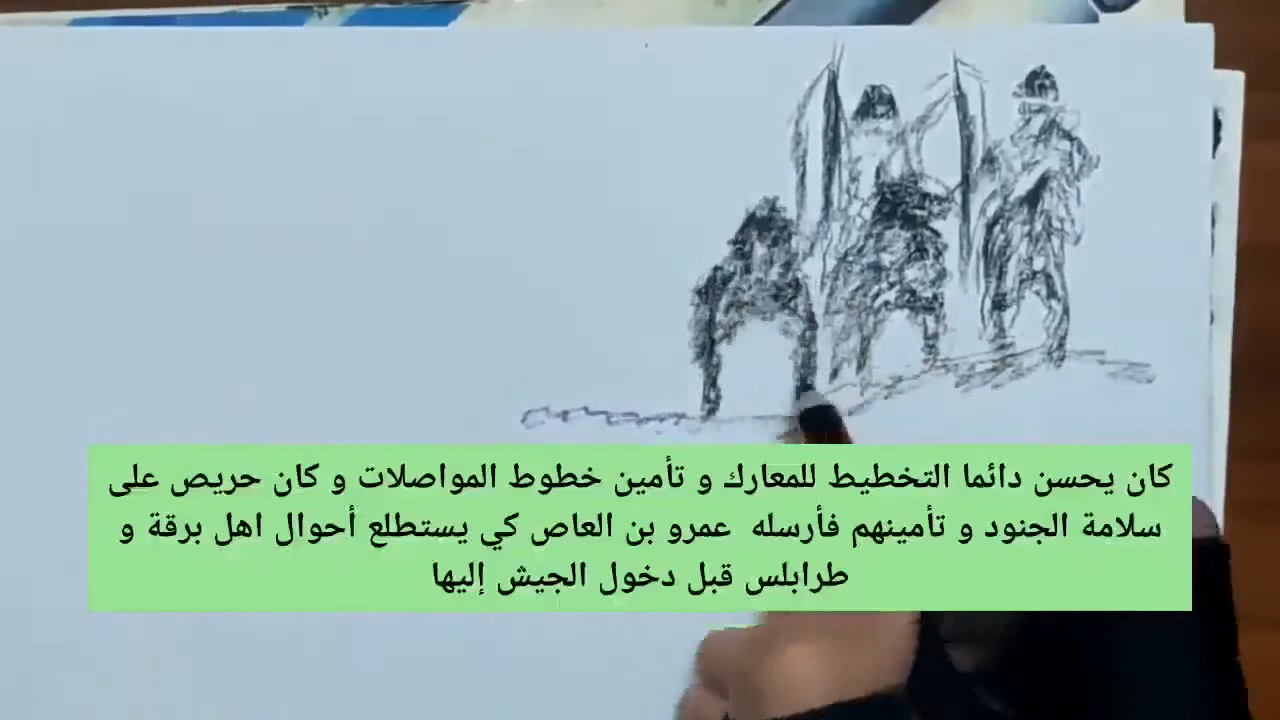 كان يحسن دائما التخطيط للمعارك و تأمين خطوط المواصلات و كان حريص على
سلامة الجنود و تأمينهم فأرسله عمرو بن العاص كي يستطلع أحوال اهل برقة و
طرابلس قبل دخول الجيش إليها